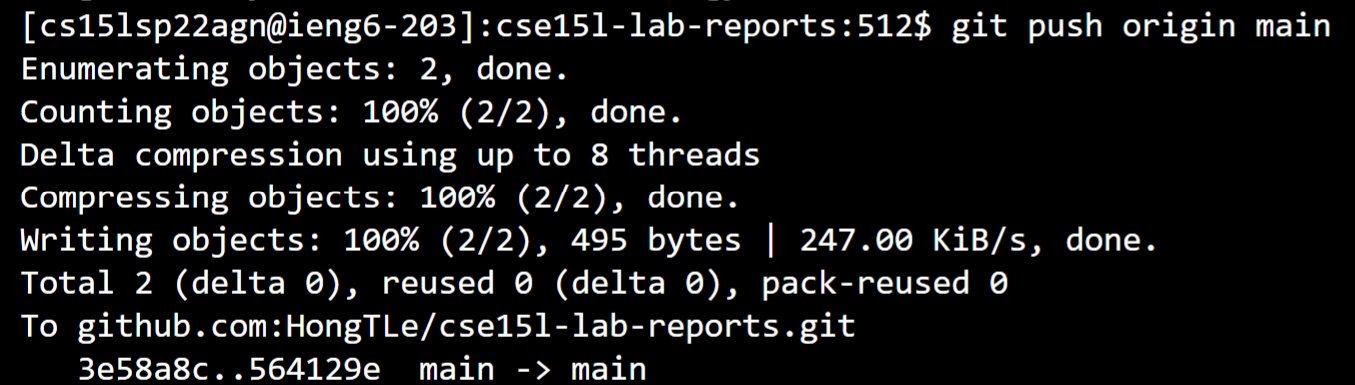 [cs15lsp22agn@ieng6-203]:cse15l-lab-reports:512$ git push origin main
Enumerating objects: 2, done.
Counting objects: 100% (2/2), done.
Delta compression using up to 8 threads
Compressing objects: 100% (2/2), done.
Writing objects: 100% (2/2), 495 bytes | 247.00 KiB/s, done.
Total 2 (delta 0), reused 0 (delta 0), pack-reused 0
To github.com:HongTLe/cse15l-lab-reports.git
   3e58a8c..564129e  main -> main